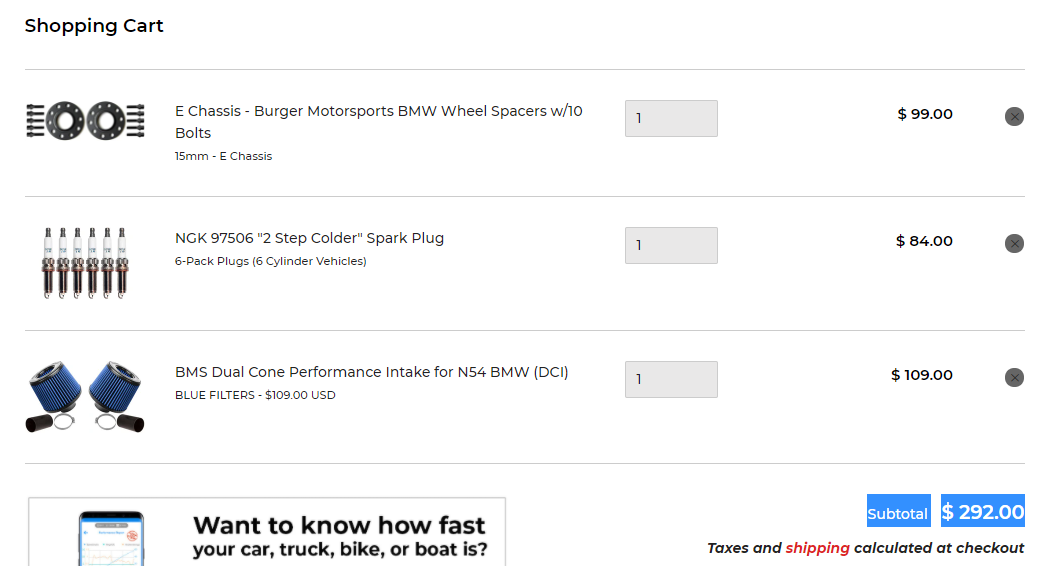 Shopping Cart
E Chassis - Burger Motorsports BMW Wheel Spacers w/10
Bolts
15mm - E Chassis
1
$ 99.00
NGK 97506 "2 Step Colder" Spark Plug
6-Pack Plugs (6 Cylinder Vehicles)
1
$ 84.00
BMS Dual Cone Performance Intake for N54 BMW (DCI)
BLUE FILTERS - $109.00 USD
1
$ 109.00
Subtotal $ 292.00
Taxes and shipping calculated at checkout
Want to know how fast
your car, truck, bike, or boat is?